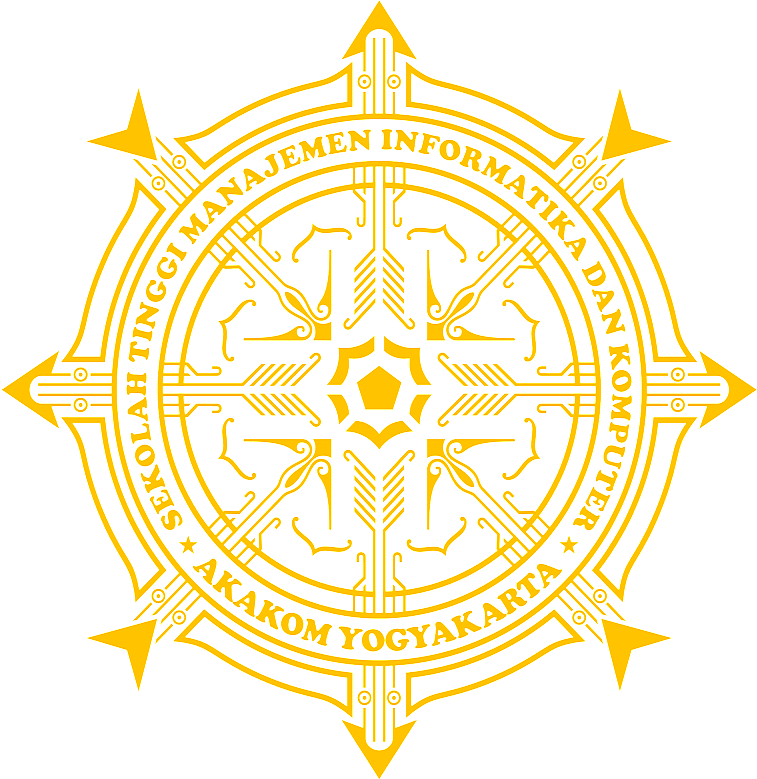 SEKOLAH TINGGI MANAJEMEN INFORMATIKA DAN KOMPUTER
AKAKOM YOGYAKARTA